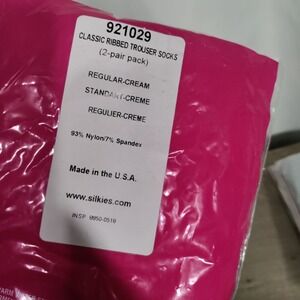 921029
CLASSIC RIBBED TROUSER SOCKS
(2-pair pack)
REGULAR-CREAM
STANDART-CREME
REGULIER-CREME
93% Nylon/7% Spandex
Made in the U.S.A.
www.silkies.com
INSP